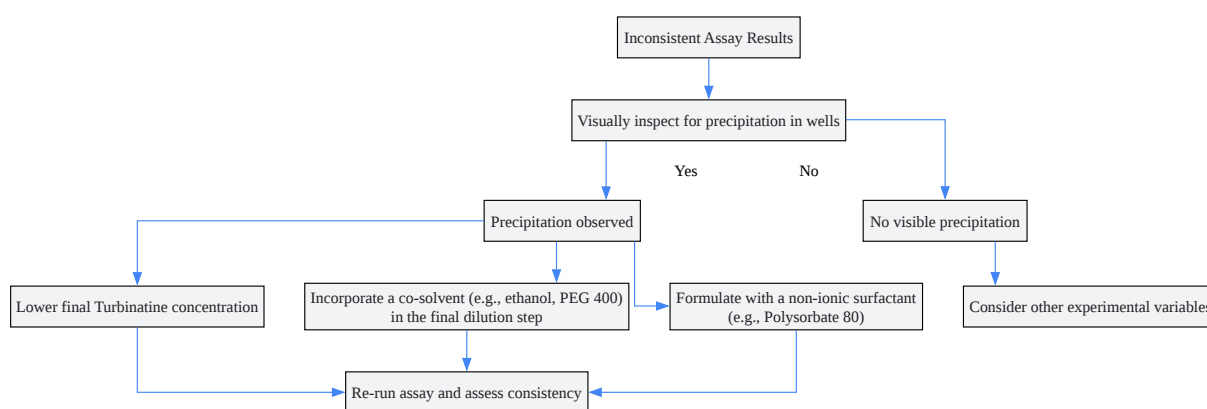 Inconsistent Assay Results
Visually inspect for precipitation in wells
Yes
No
Precipitation observed
No visible precipitation
Lower final Turbinatine concentration
Incorporate a co-solvent (e.g., ethanol, PEG 400)
in the final dilution step
Formulate with a non-ionic surfactant
(e.g., Polysorbate 80)
Consider other experimental variables
Re-run assay and assess consistency